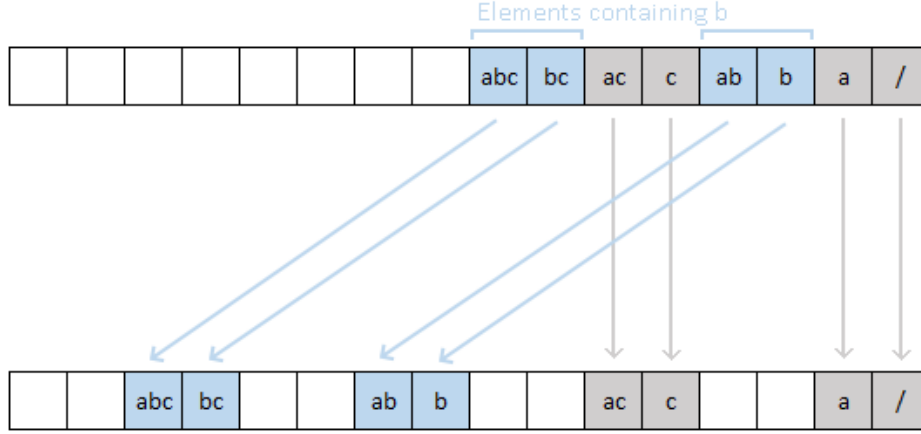 Elements containing b
abc bc ac c ab b a /
abc bc ab b ac c a /